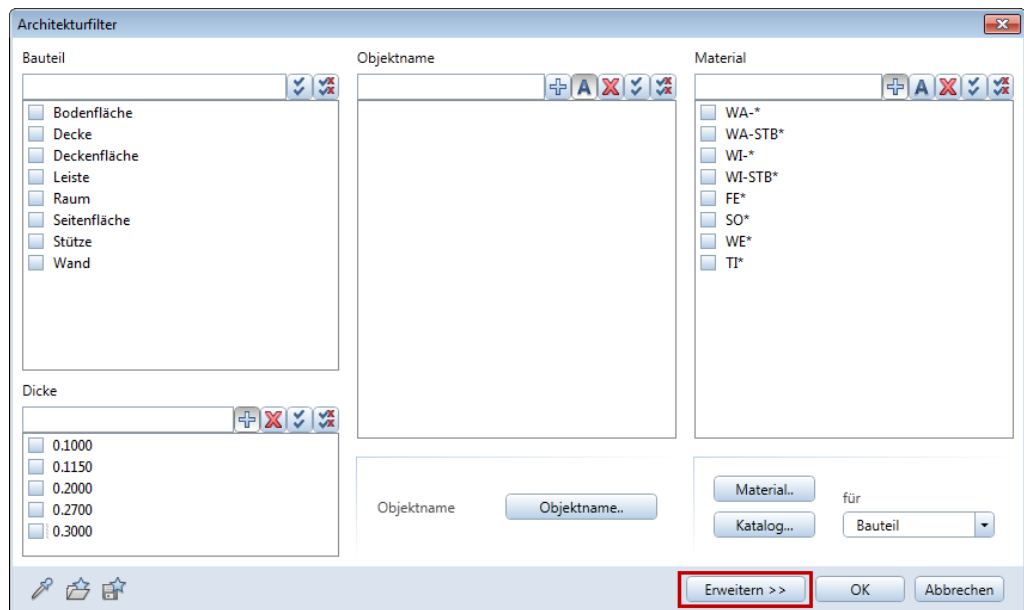 Architekturfilter
Bauteil
Bodenfläche
Decke
Deckenfläche
Leiste
Raum
Seitenfläche
Stütze
Wand
Dicke
0.1000
0.1150
0.2000
0.2700
0.3000
Objektname
A
Objektname
Objektname..
Material
A
WA-*
WA-STB*
WI-*
WI-STB*
FE*
SO*
WE*
TI*
Material..
Katalog...
für
Bauteil
Erweitern >>
OK
Abbrechen